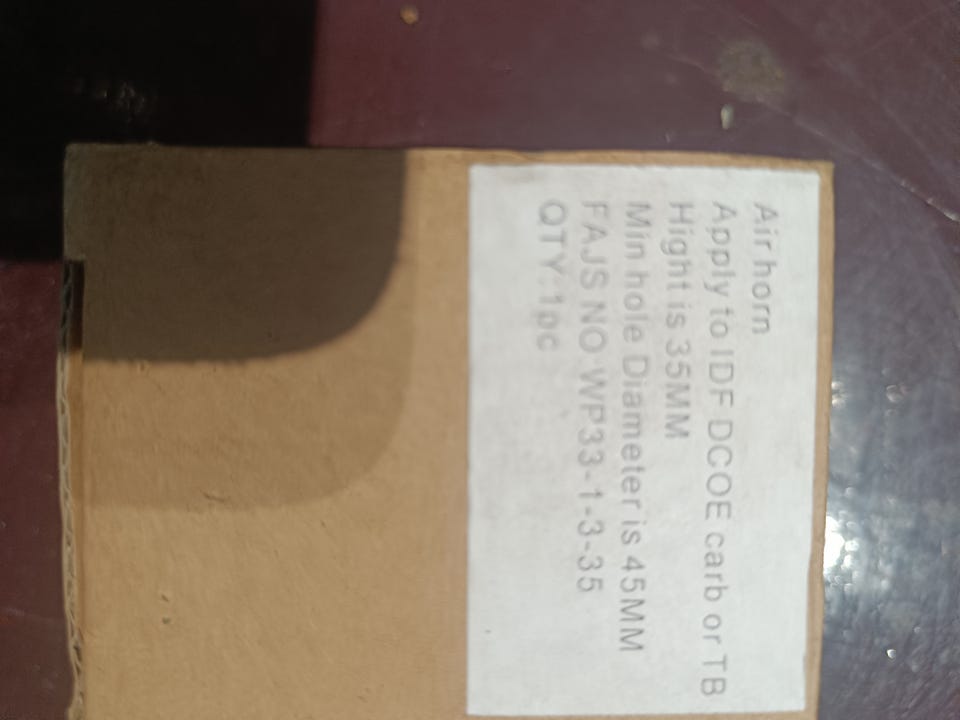 Air horn
Apply to IDF DCOE carb or TB
Hight is 35MM
Min hole Diameter is 45MM
FAJS NO WP33-1-3-35
QTY:1pc